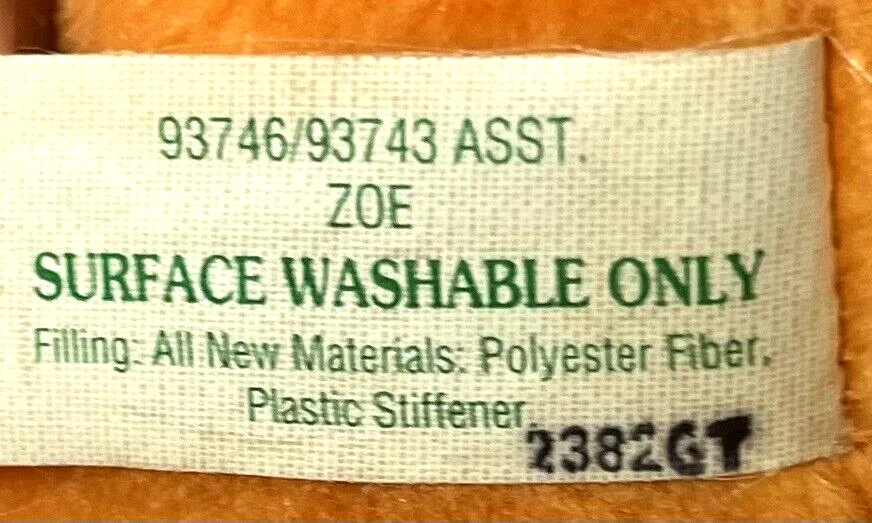 93746/93743 ASST.
ZOE
SURFACE WASHABLE ONLY
Filling: All New Materials: Polyester Fiber,
Plastic Stiffener.
2382GT